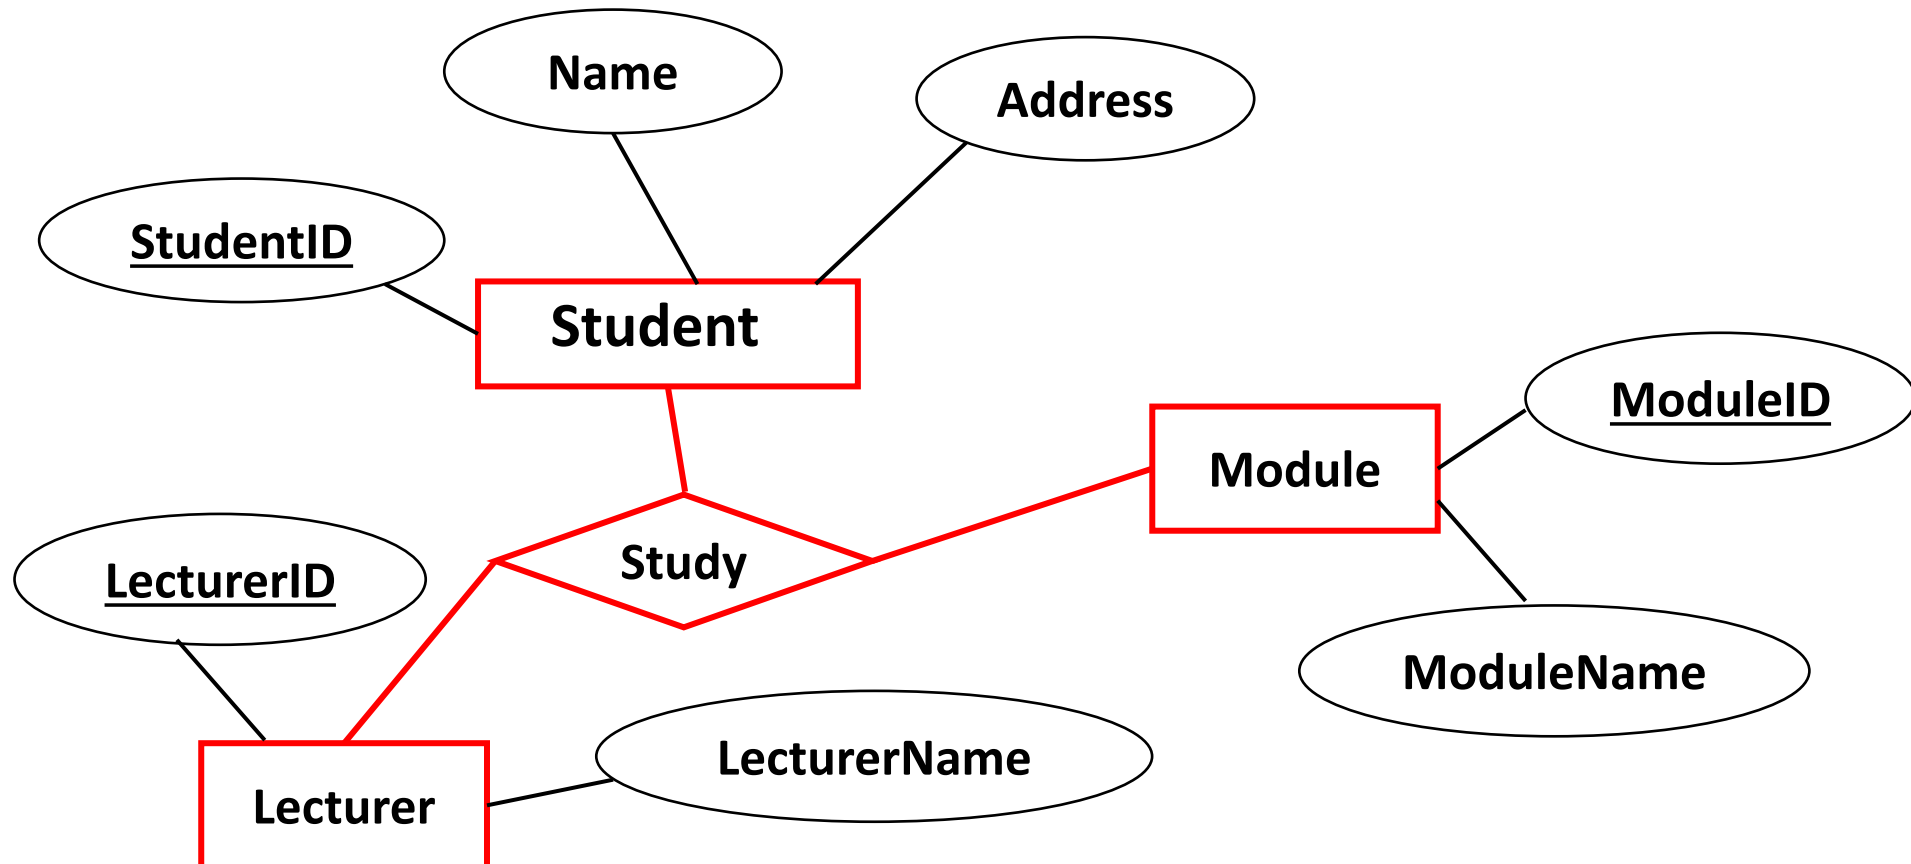 Name
Address
StudentID
Student
ModuleID
Module
Study
LecturerID
ModuleName
LecturerName
Lecturer